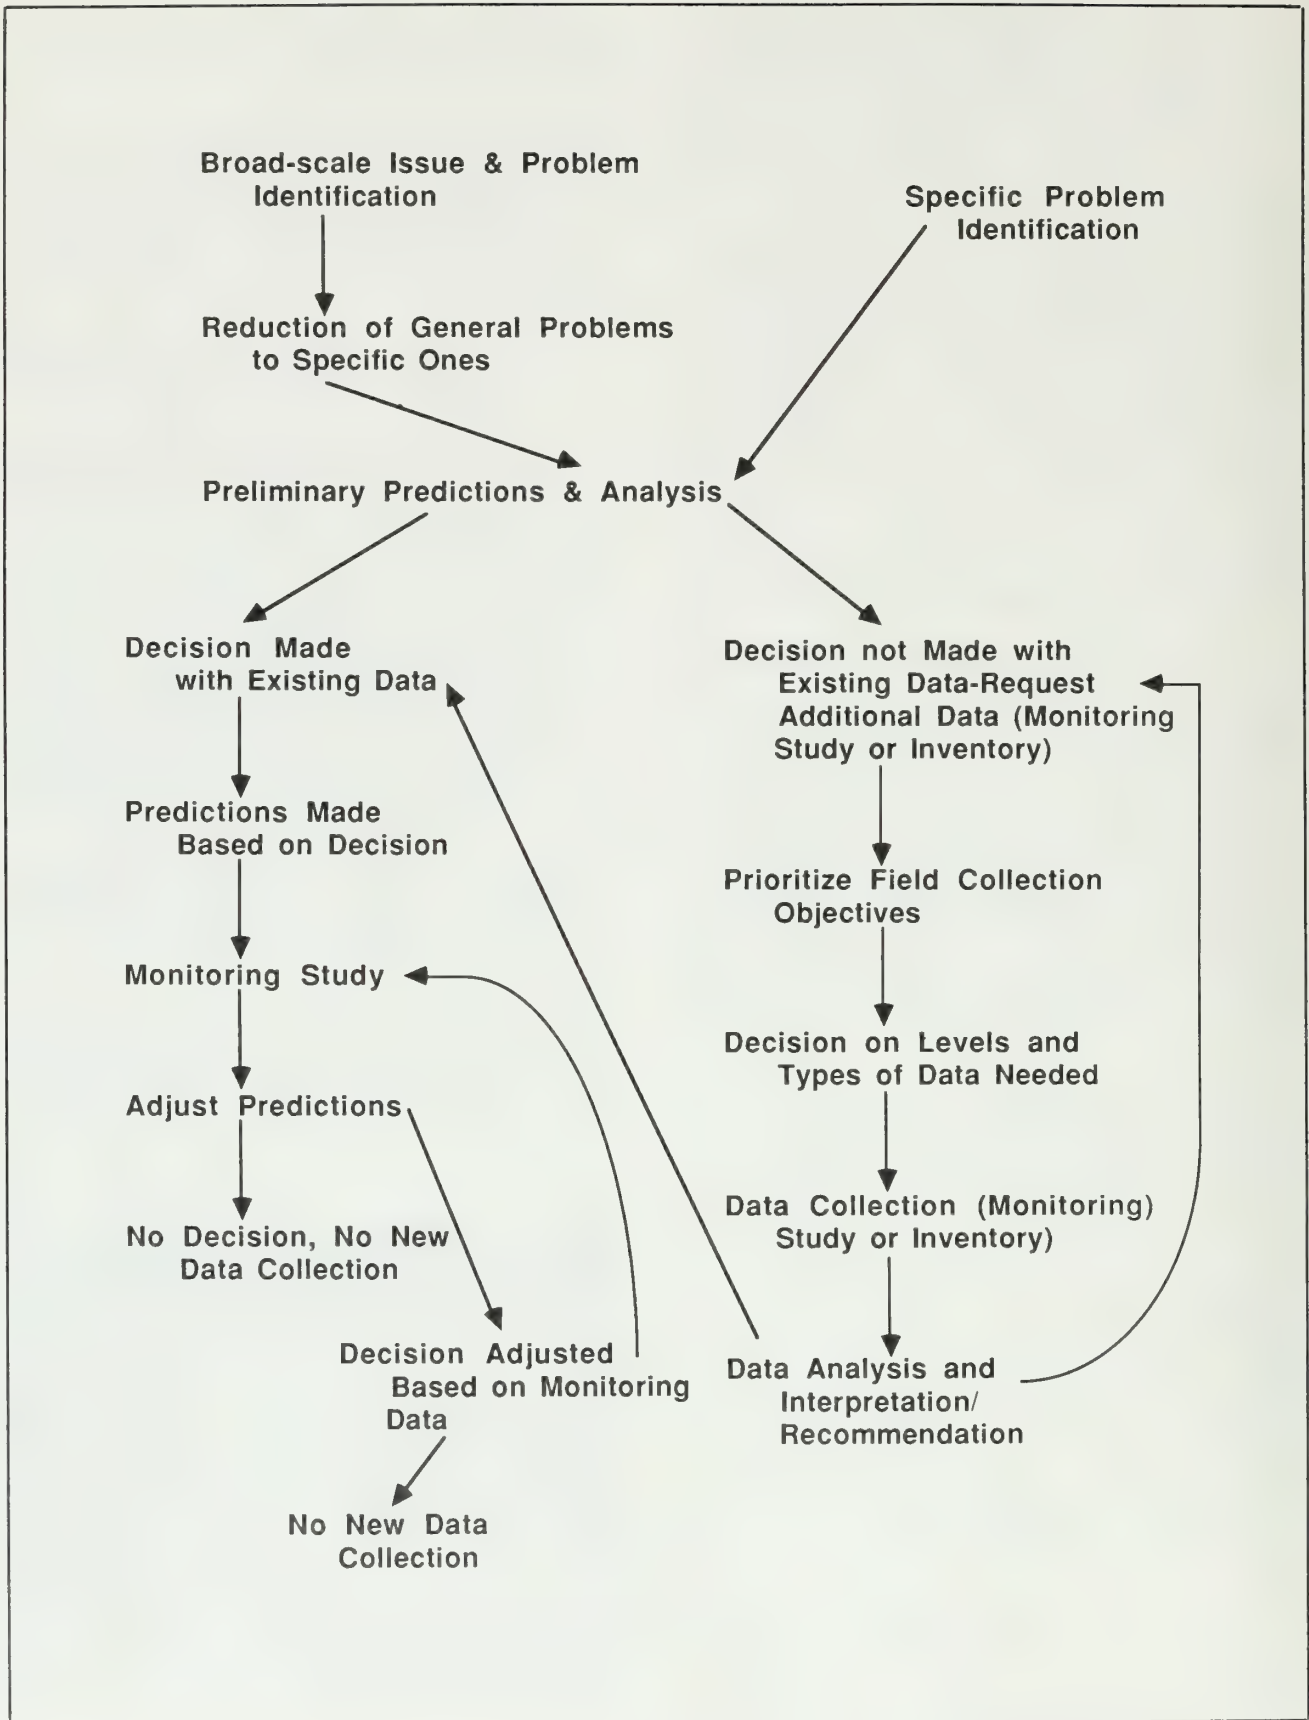 Broad-scale Issue & Problem
Identification
Specific Problem
Identification
Reduction of General Problems
to Specific Ones
Preliminary Predictions & Analysis
Decision Made
with Existing Data
Decision not Made with
Existing Data-Request
Additional Data (Monitoring
Study or Inventory)
Predictions Made
Based on Decision
Prioritize Field Collection
Objectives
Monitoring Study
Decision on Levels and
Types of Data Needed
Adjust Predictions
Data Collection (Monitoring)
Study or Inventory)
No Decision, No New
Data Collection
Decision Adjusted
Based on Monitoring
Data
Data Analysis and
Interpretation/
Recommendation
No New Data
Collection